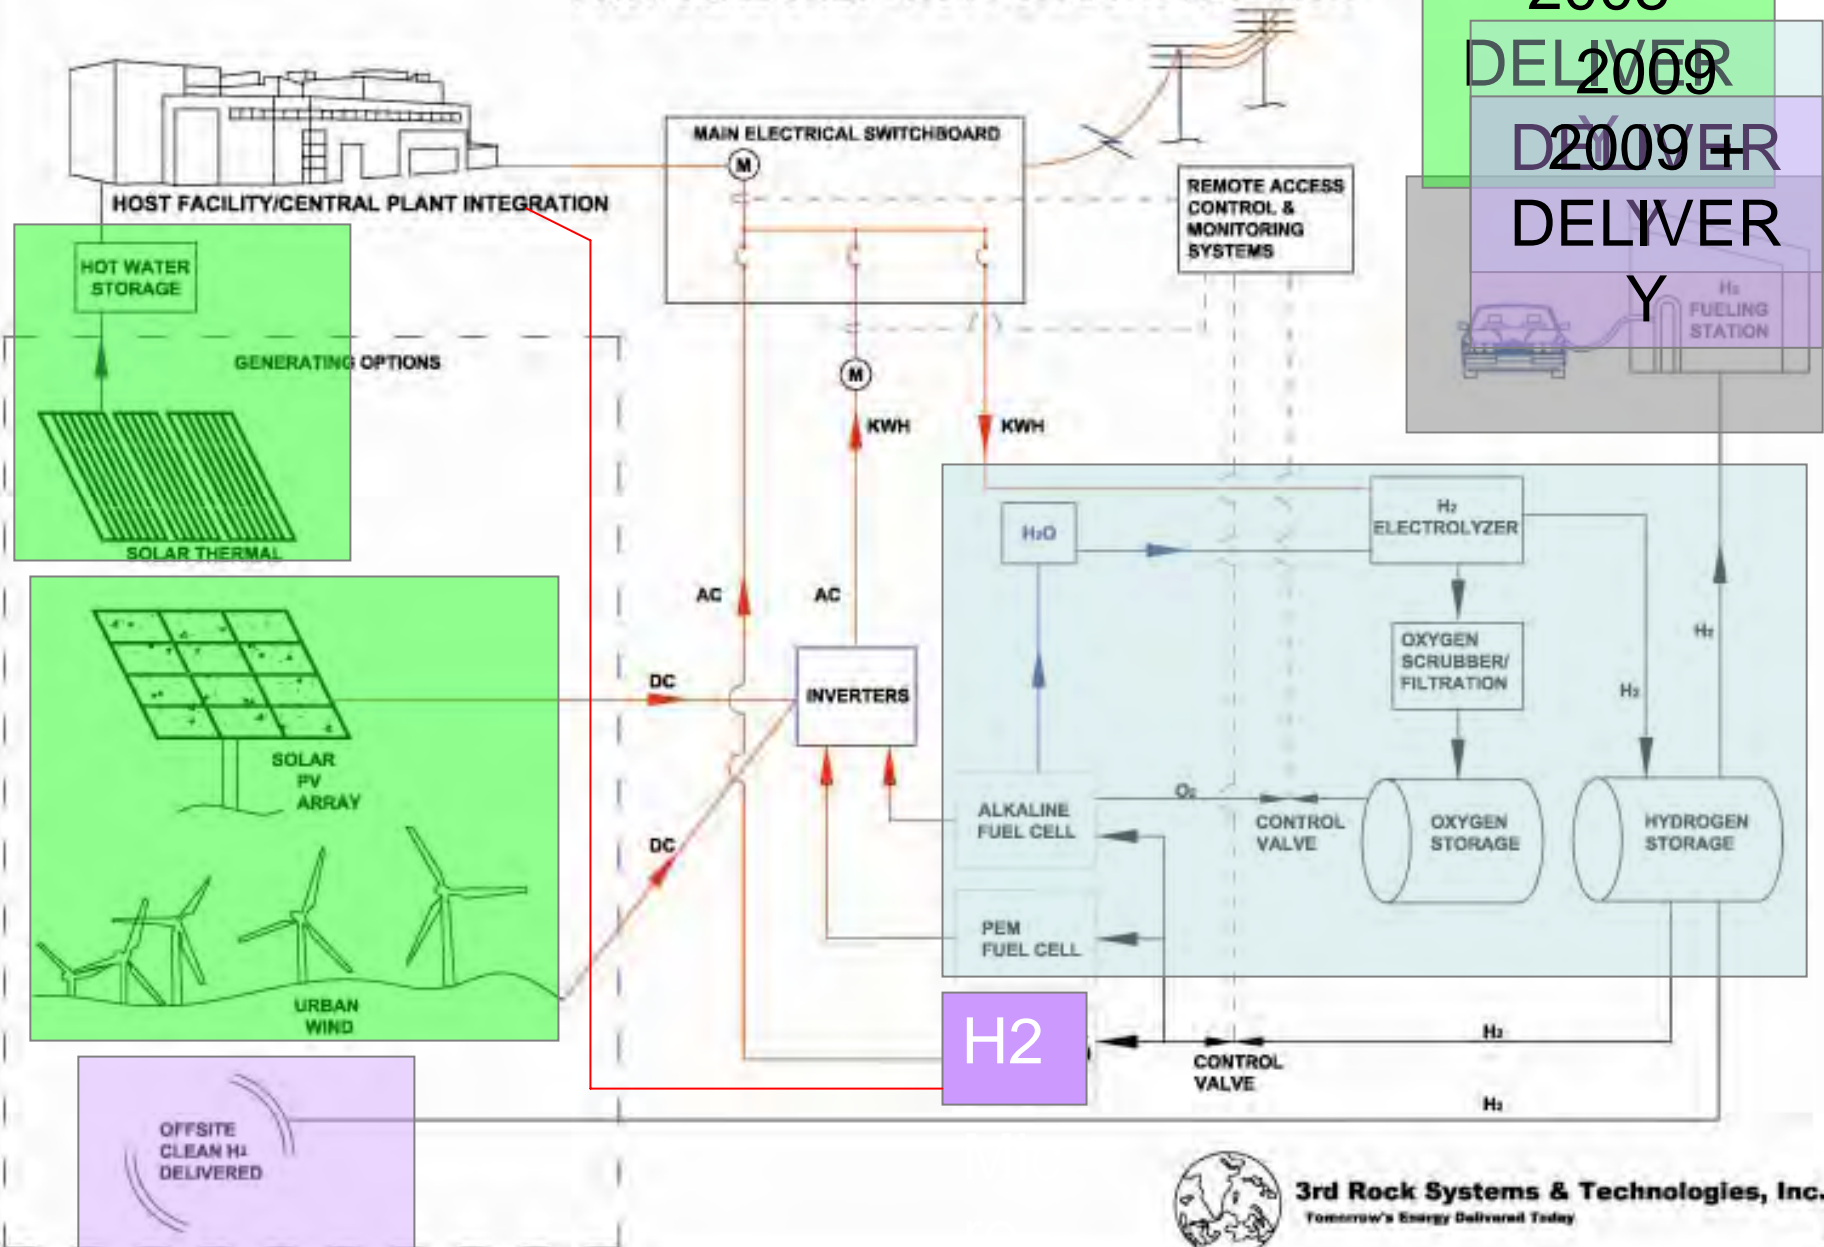 2008
DELIVER
Y
2009
DELIVER
Y
2009 +
DELIVER
Y
MAIN ELECTRICAL SWITCHBOARD
M
HOST FACILITY/CENTRAL PLANT INTEGRATION
REMOTE ACCESS
CONTROL &
MONITORING
SYSTEMS
HOT WATER
STORAGE
H2
FUELING
STATION
GENERATING OPTIONS
M
KWH
KWH
SOLAR THERMAL
H2O
H2
ELECTROLYZER
AC
AC
OXYGEN
SCRUBBER/
FILTRATION
H2
H2
DC
INVERTERS
SOLAR
PV
ARRAY
O2
ALKALINE
FUEL CELL
CONTROL
VALVE
OXYGEN
STORAGE
HYDROGEN
STORAGE
DC
PEM
FUEL CELL
URBAN
WIND
H2
H2
CONTROL
VALVE
H2
OFFSITE
CLEAN H2
DELIVERED
3rd Rock Systems & Technologies, Inc.
Tomorrow's Energy Delivered Today